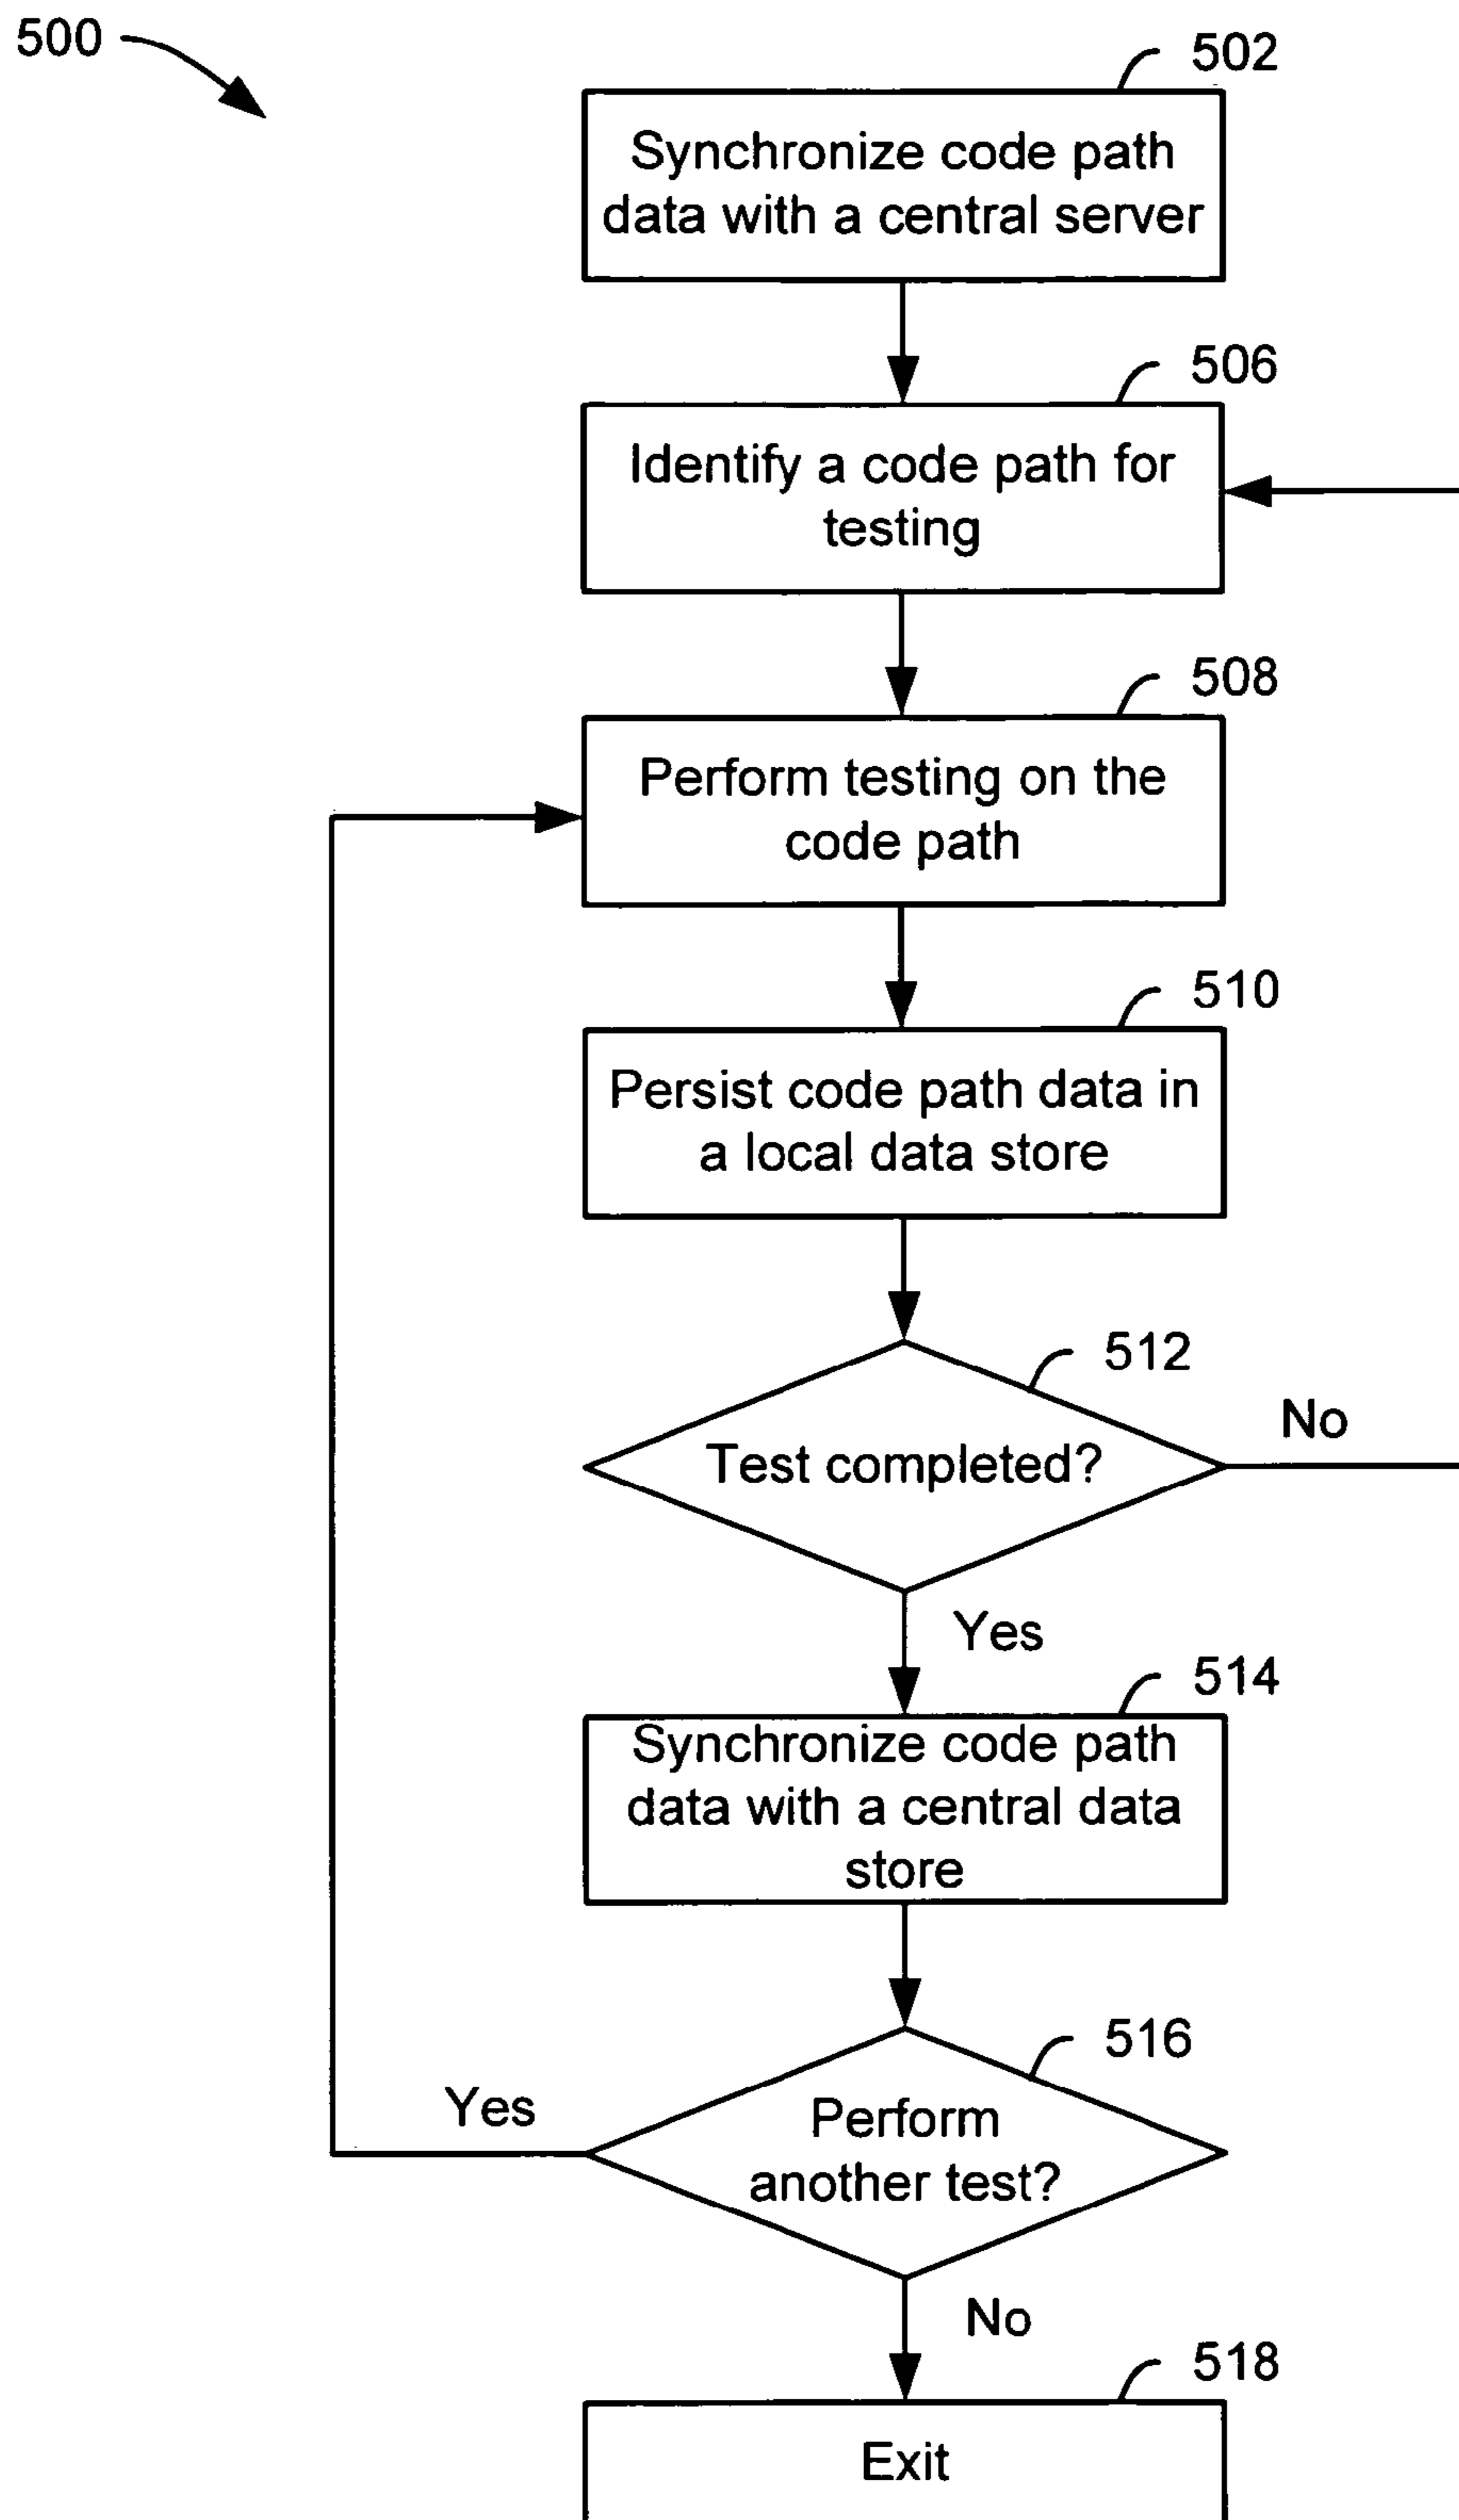 500
502
Synchronize code path
data with a central server
506
Identify a code path for
testing
508
Perform testing on the
code path
510
Persist code path data in
a local data store
512
Test completed?
No
Yes
514
Synchronize code path
data with a central data
store
516
Perform
another test?
Yes
No
518
Exit